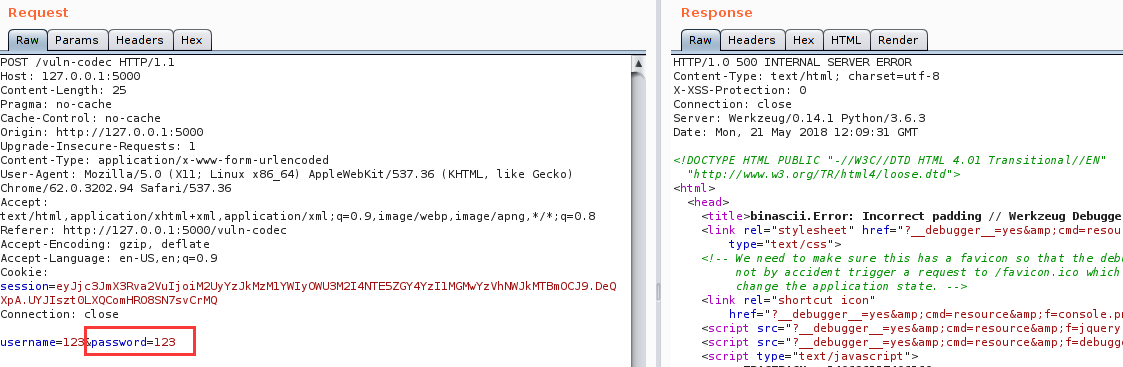 Request
Raw Params Headers Hex
POST /vuln-codec HTTP/1.1
Host: 127.0.0.1:5000
Content-Length: 25
Pragma: no-cache
Cache-Control: no-cache
Origin: http://127.0.0.1:5000
Upgrade-Insecure-Requests: 1
Content-Type: application/x-www-form-urlencoded
User-Agent: Mozilla/5.0 (X11; Linux x86_64) AppleWebKit/537.36 (KHTML, like Gecko)
Chrome/62.0.3202.94 Safari/537.36
Accept:
text/html,application/xhtml+xml,application/xml;q=0.9,image/webp,image/apng,*/*;q=0.8
Referer: http://127.0.0.1:5000/vuln-codec
Accept-Encoding: gzip, deflate
Accept-Language: en-US,en;q=0.9
Cookie:
session=eyJjc3JmX3Rva2VuIjoiM2UyYzJkMzM1YWIyOWU3M2I4NTE5ZGY4YzI1MGMwYzVhNWJkMTBmOCJ9.DeQ
XpA.UYJIszt0LXQComHRO8SN7svCrMQ
Connection: close
username=123&password=123
Response
Raw Headers Hex HTML Render
HTTP/1.0 500 INTERNAL SERVER ERROR
Content-Type: text/html; charset=utf-8
X-XSS-Protection: 0
Connection: close
Server: Werkzeug/0.14.1 Python/3.6.3
Date: Mon, 21 May 2018 12:09:31 GMT
<!DOCTYPE HTML PUBLIC "-//W3C//DTD HTML 4.01 Transitional//EN"
"http://www.w3.org/TR/html4/loose.dtd">
<html>
<head>
<title>binascii.Error: Incorrect padding // Werkzeug Debugge
<link rel="stylesheet" href="?__debugger__=yes&amp;cmd=resou
type="text/css">
<!-- We need to make sure this has a favicon so that the deb
not by accident trigger a request to /favicon.ico which
change the application state. -->
<link rel="shortcut icon"
href="?__debugger__=yes&amp;cmd=resource&amp;f=console.p
<script src="?__debugger__=yes&amp;cmd=resource&amp;f=jquery
<script src="?__debugger__=yes&amp;cmd=resource&amp;f=debug
<script type="text/javascript">